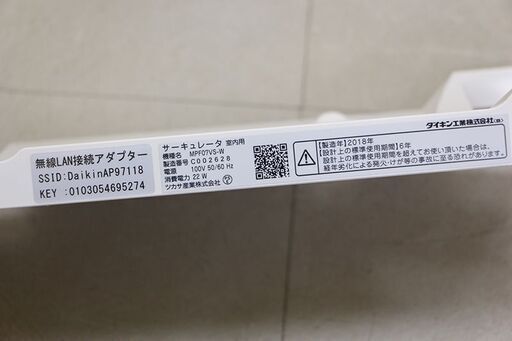 無線LAN接続アダプター
SSID:DaikinAP97118
KEY :0103054695274
サーキュレータ 室内用
機種名 MPF07VS-W
製造番号 C002628
電源 100V 50/60 Hz
消費電力 22 W
ツカサ産業株式会社
ダイキン工業株式会社(販)
【製造年】2018年
【設計上の標準使用期間】6年
設計上の標準使用期間を超えてお使い頂いた場合は、
経年劣化による発火・けが等の事故に至る恐れがあります。